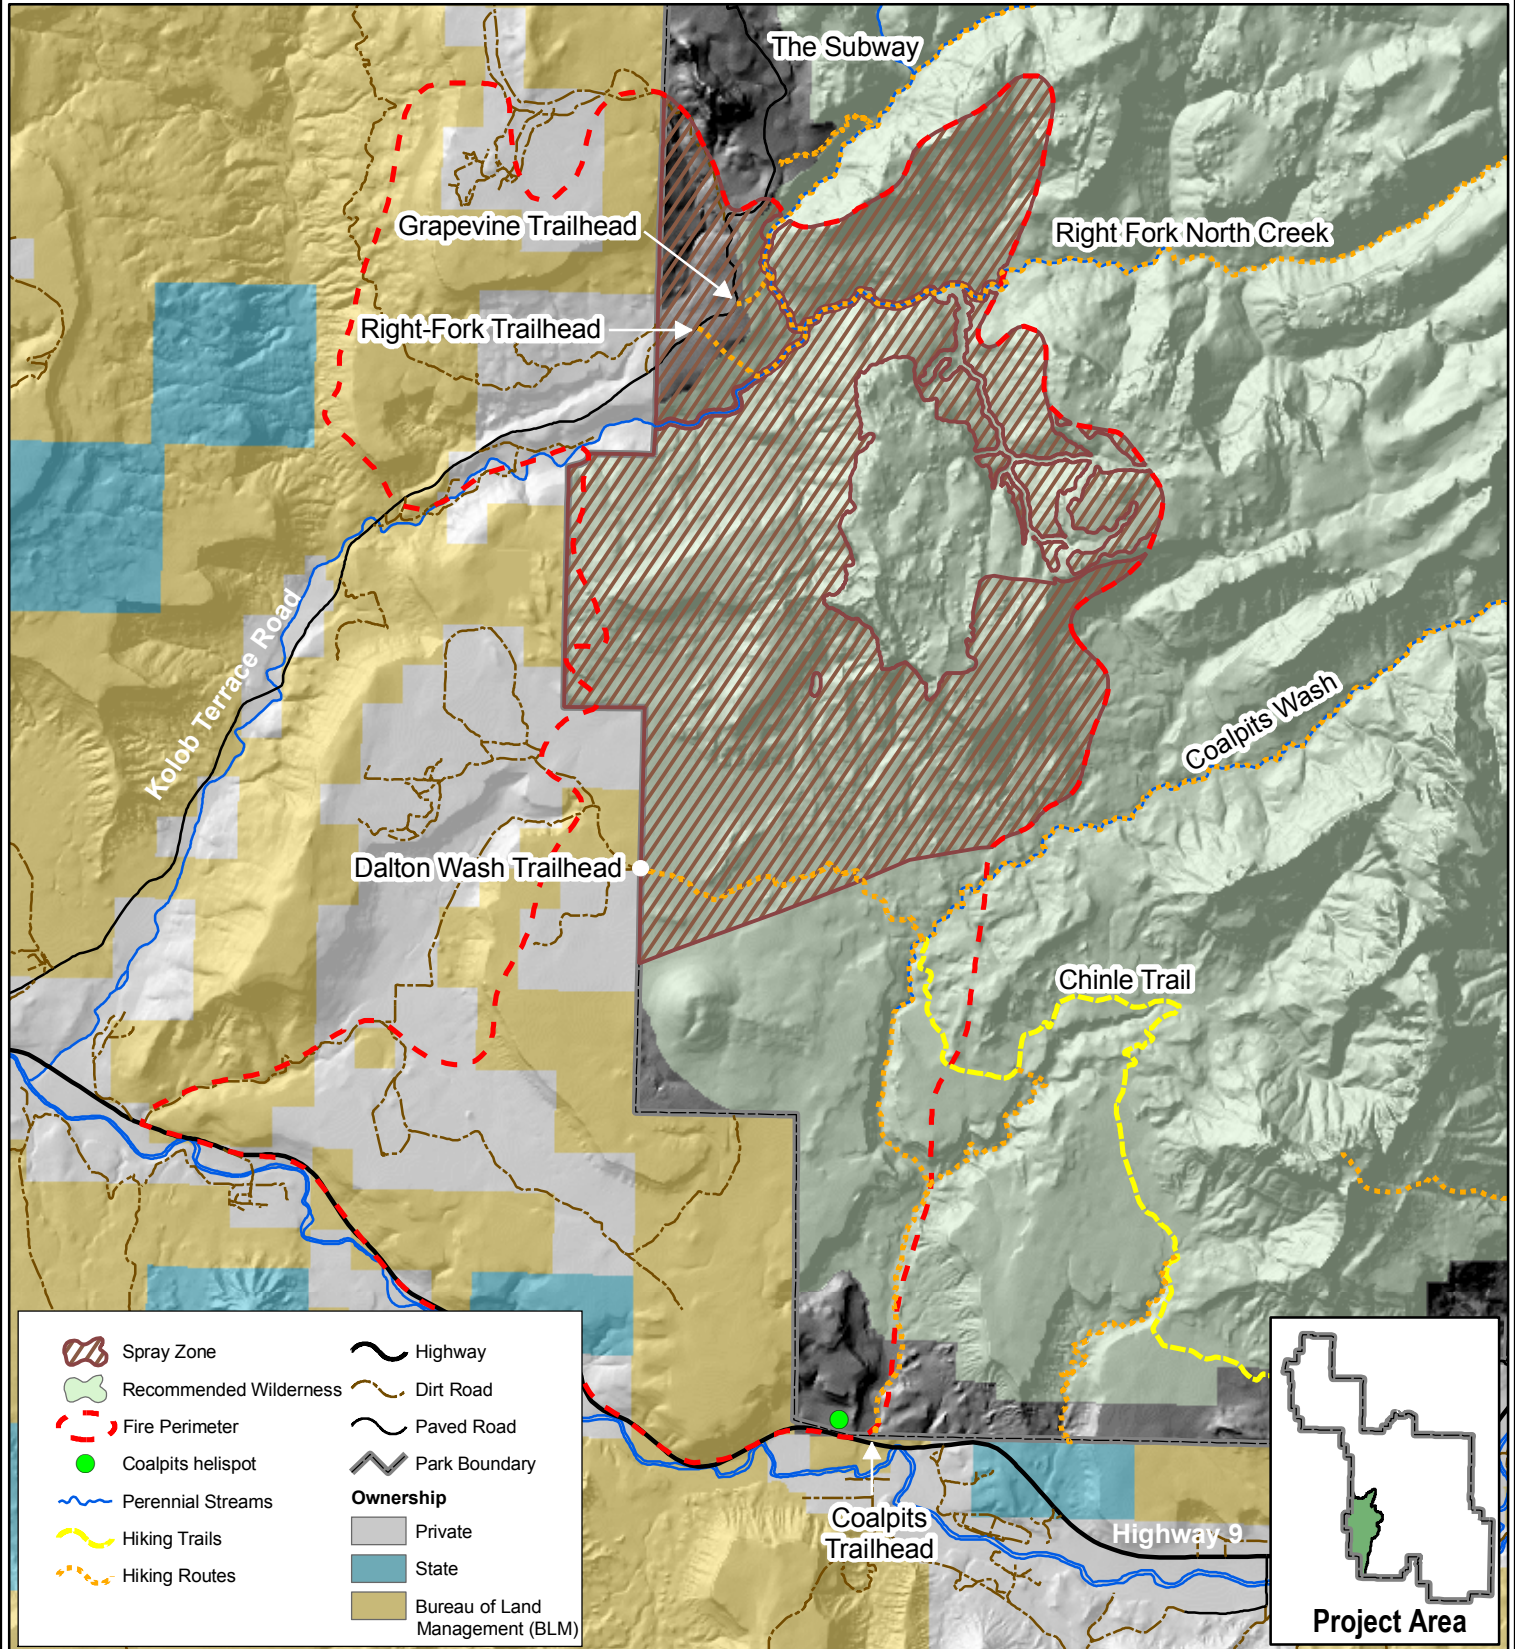 The Subway
Grapevine Trailhead
Right Fork North Creek
Right-Fork Trailhead
Kolob Terrace Road
Coalpits Wash
Dalton Wash Trailhead
Chinle Trail
Coalpits
Trailhead
Highway 9
Spray Zone
Recommended Wilderness
Fire Perimeter
Coalpits helispot
Perennial Streams
Hiking Trails
Hiking Routes
Highway
Dirt Road
Paved Road
Park Boundary
Ownership
Private
State
Bureau of Land
Management (BLM)
Project Area